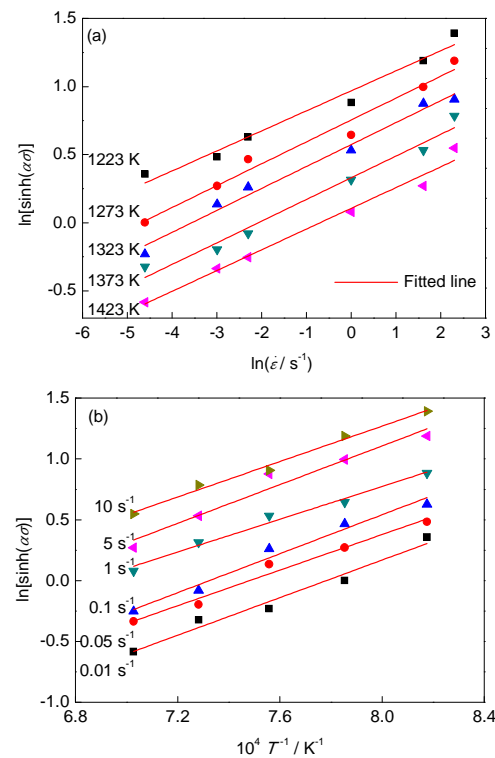 (a)
ln[sinh(ασ)]
1.5
1.0
0.5
0.0
-0.5
1223 K
1273 K
1323 K
1373 K
1423 K
Fitted line
-6 -5 -4 -3 -2 -1 0 1 2 3
ln(ε̇ / s⁻¹)
(b)
ln[sinh(ασ)]
1.5
1.0
0.5
0.0
-0.5
-1.0
10 s⁻¹
5 s⁻¹
1 s⁻¹
0.1 s⁻¹
0.05 s⁻¹
0.01 s⁻¹
6.8 7.2 7.6 8.0 8.4
10⁴ T⁻¹ / K⁻¹